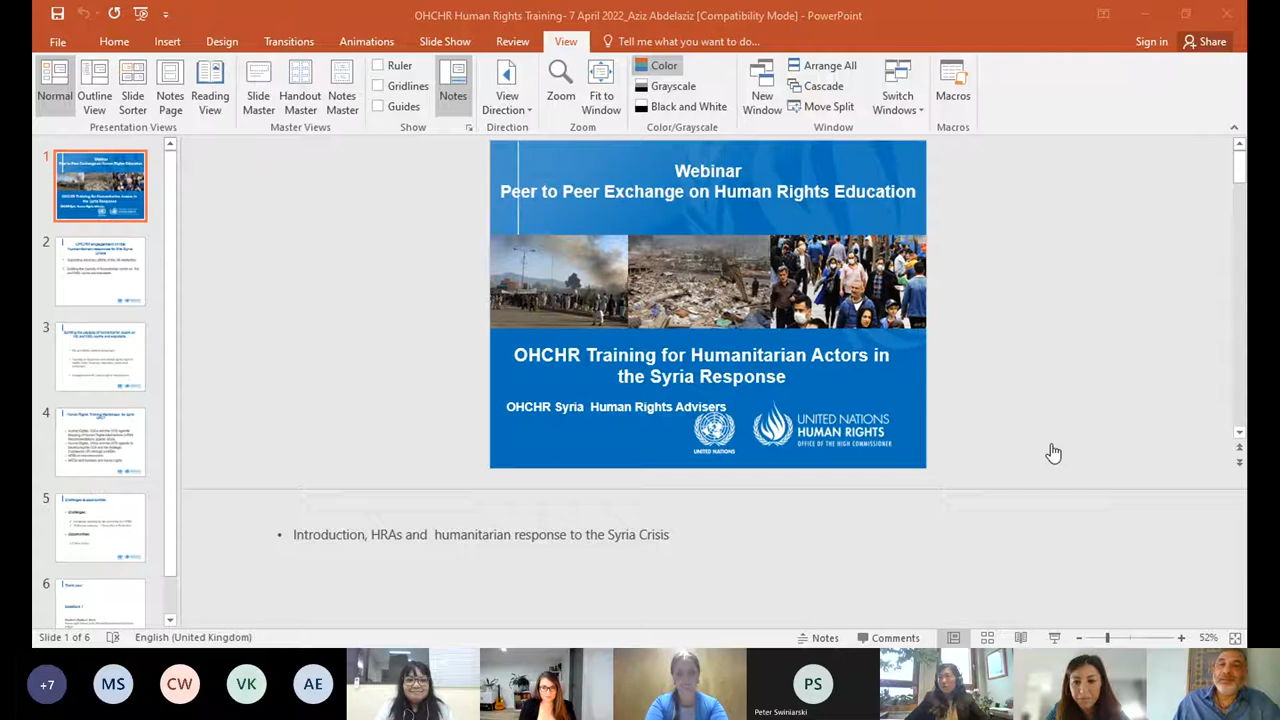 OHCHR Human Rights Training- 7 April 2022_Aziz Abdelaziz [Compatibility Mode] - PowerPoint
File Home Insert Design Transitions Animations Slide Show Review View Tell me what you want to do... Sign in Share
Normal Outline View Slide Sorter Notes Page Reading View
Presentation Views
Slide Master Handout Master Notes Master
Master Views
Ruler
Gridlines
Guides
Show
Notes
View Direction
Direction
Zoom Fit to Window
Zoom
Color
Grayscale
Black and White
Color/Grayscale
New Window
Arrange All
Cascade
Move Split
Switch Windows
Window
Macros
Macros
1
2
3
4
5
6
Webinar
Peer to Peer Exchange on Human Rights Education
OHCHR Training for Humanitarian Actors in
the Syria Response
OHCHR Syria Human Rights Advisers
UNITED NATIONS
UNITED NATIONS
HUMAN RIGHTS
OFFICE OF THE HIGH COMMISSIONER
• Introduction, HRAs and humanitarian response to the Syria Crisis
Slide 1 of 6 English (United Kingdom) Notes Comments 52%
+7 MS CW VK AE PS
Peter Swiniarski